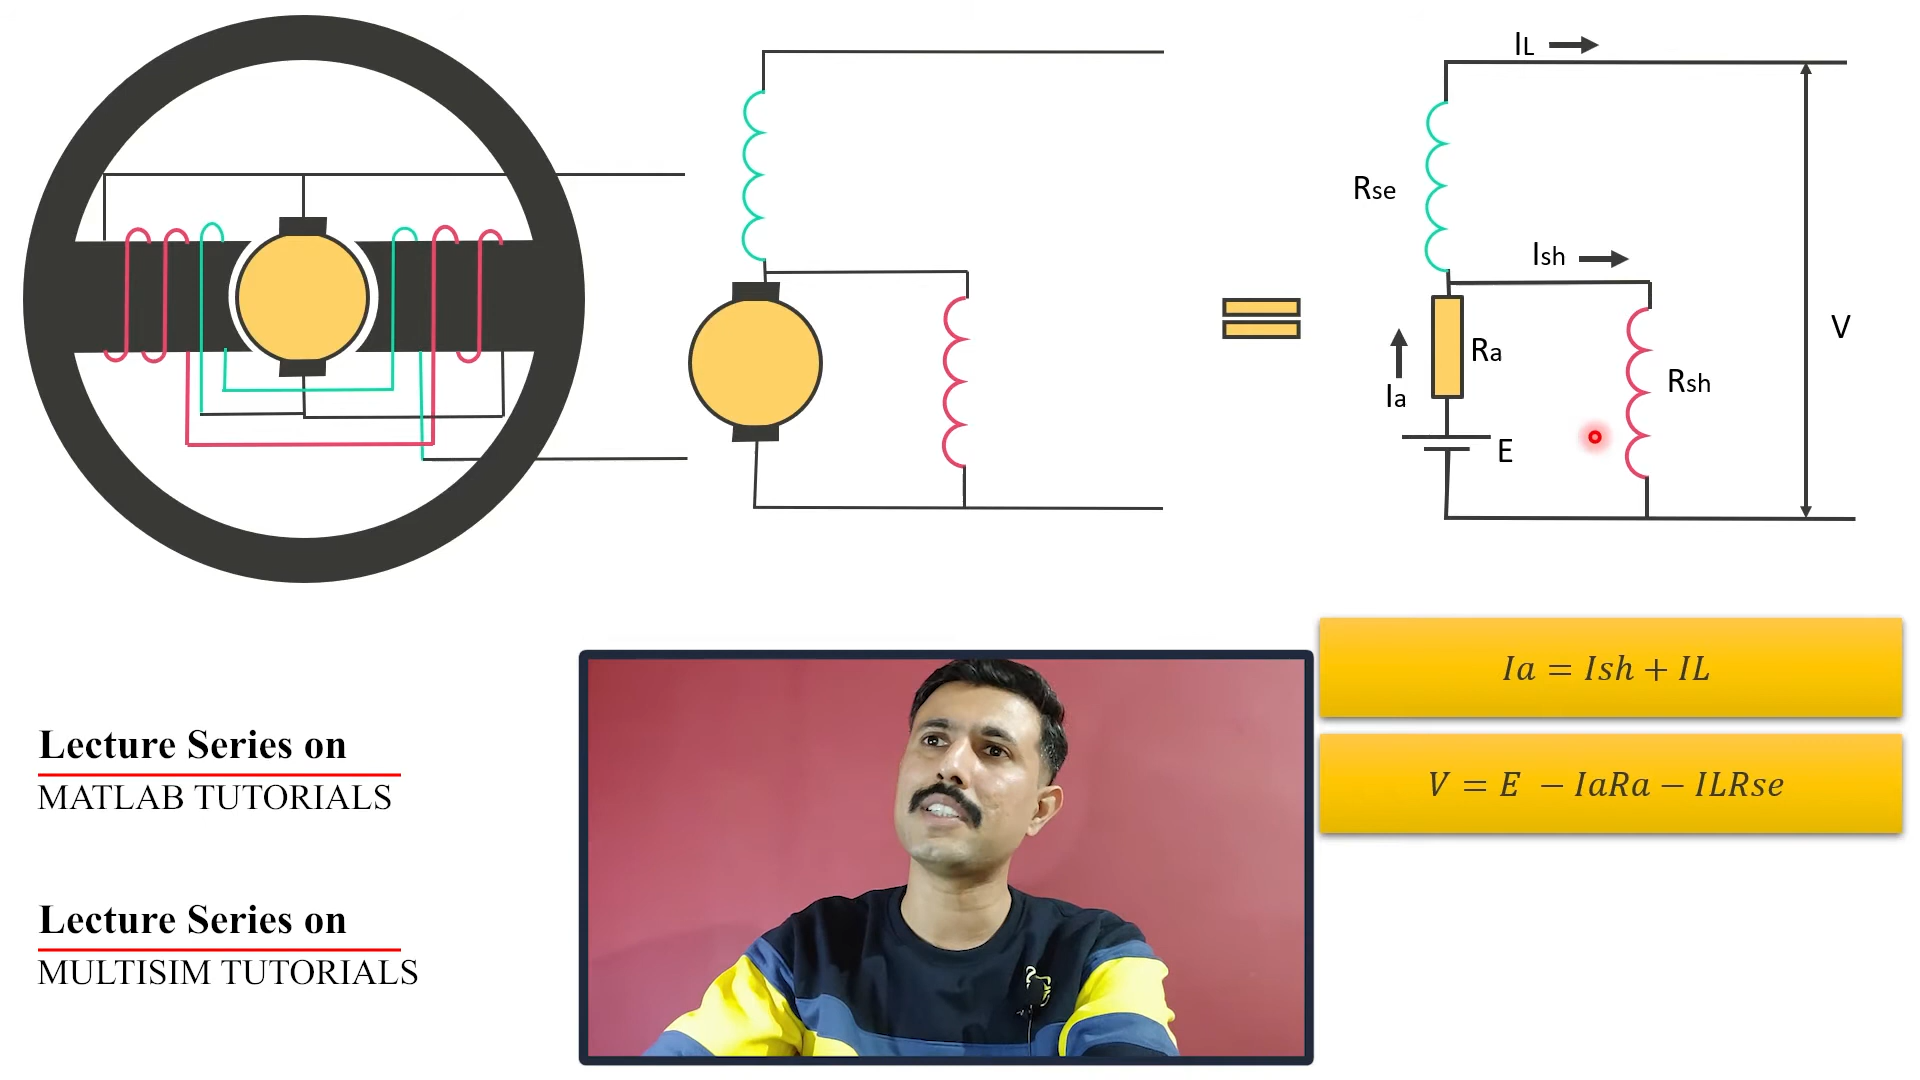 IL
Rse
Ish
V
Ra
Ia
Rsh
E
Ia = Ish + IL
V = E − IaRa − ILRse
Lecture Series on
MATLAB TUTORIALS
Lecture Series on
MULTISIM TUTORIALS